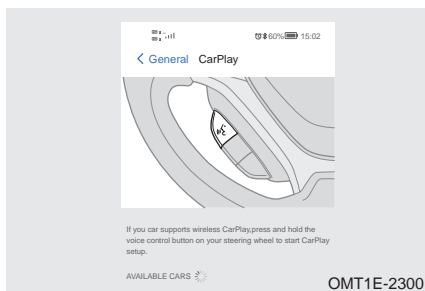 60% 15:02
General CarPlay
If you car supports wireless CarPlay,press and hold the
voice control button on your steering wheel to start CarPlay
setup.
AVAILABLE CARS
OMT1E-2300